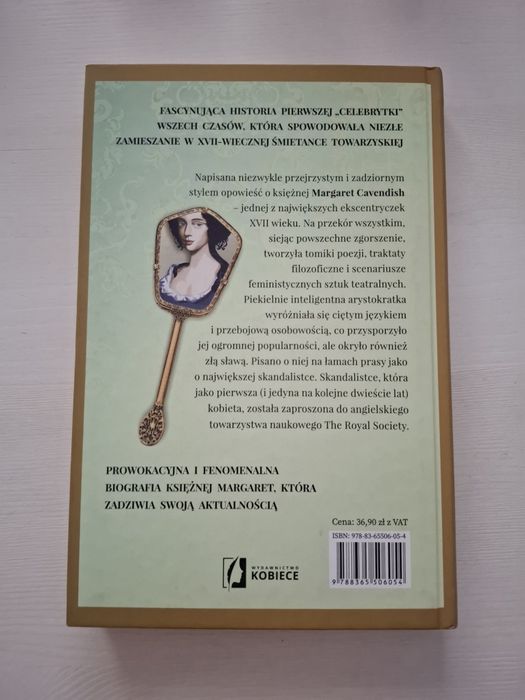 FASCYNUJĄCA HISTORIA PIERWSZEJ „CELEBRYTKI”
WSZECH CZASÓW, KTÓRA SPOWODOWAŁA NIEZŁE
ZAMIESZANIE W XVII-WIECZNEJ ŚMIETANCE TOWARZYSKIEJ
Napisana niezwykle przejrzystym i zadziornym
stylem opowieść o księżnej Margaret Cavendish
– jednej z największych ekscentryczek
XVII wieku. Na przekór wszystkim,
siejąc powszechne zgorszenie,
tworzyła tomiki poezji, traktaty
filozoficzne i scenariusze
feministycznych sztuk teatralnych.
Piekielnie inteligentna arystokratka
wyróżniała się ciętym językiem
i przebojową osobowością, co przysporzyło
jej ogromnej popularności, ale okryło również
złą sławą. Pisano o niej na łamach prasy jako
o największej skandalistce. Skandalistce, która
jako pierwsza (i jedyna na kolejne dwieście lat)
kobieta, została zaproszona do angielskiego
towarzystwa naukowego The Royal Society.
PROWOKACYJNA I FENOMENALNA
BIOGRAFIA KSIĘŻNEJ MARGARET, KTÓRA
ZADZIWIA SWOJĄ AKTUALNOŚCIĄ
Cena: 36,90 zł z VAT
ISBN: 978-83-65506-05-4
9 788365 506054
WYDAWNICTWO
KOBIECE